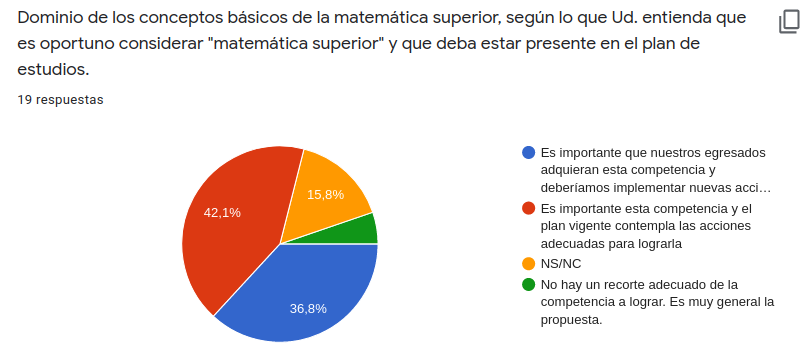 Dominio de los conceptos básicos de la matemática superior, según lo que Ud. entienda que
es oportuno considerar "matemática superior" y que deba estar presente en el plan de
estudios.
19 respuestas
42,1%
15,8%
36,8%
Es importante que nuestros egresados
adquieran esta competencia y
deberíamos implementar nuevas acci…
Es importante esta competencia y el
plan vigente contempla las acciones
adecuadas para lograrla
NS/NC
No hay un recorte adecuado de la
competencia a lograr. Es muy general la
propuesta.